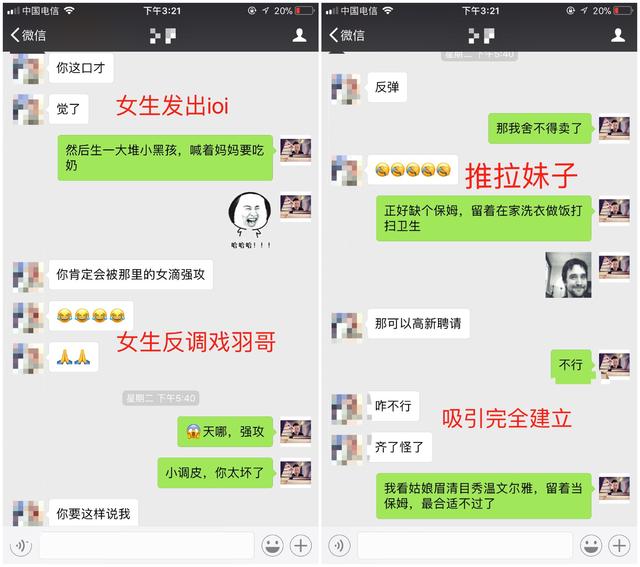 中国电信
下午3:21
20%
微信
你这口才
觉了
女生发出ioi
然后生一大堆小黑孩，喊着妈妈要吃
奶
哈哈哈！！！
你肯定会被那里的女滴强攻
女生反调戏羽哥
星期二 下午5:40
天哪，强攻
小调皮，你太坏了
你要这样说我
中国电信
下午3:21
20%
微信
星期二 下午5:40
反弹
那我舍不得卖了
推拉妹子
正好缺个保姆，留着在家洗衣做饭打
扫卫生
那可以高新聘请
不行
咋不行
吸引完全建立
齐了怪了
我看姑娘眉清目秀温文尔雅，留着当
保姆，最合适不过了